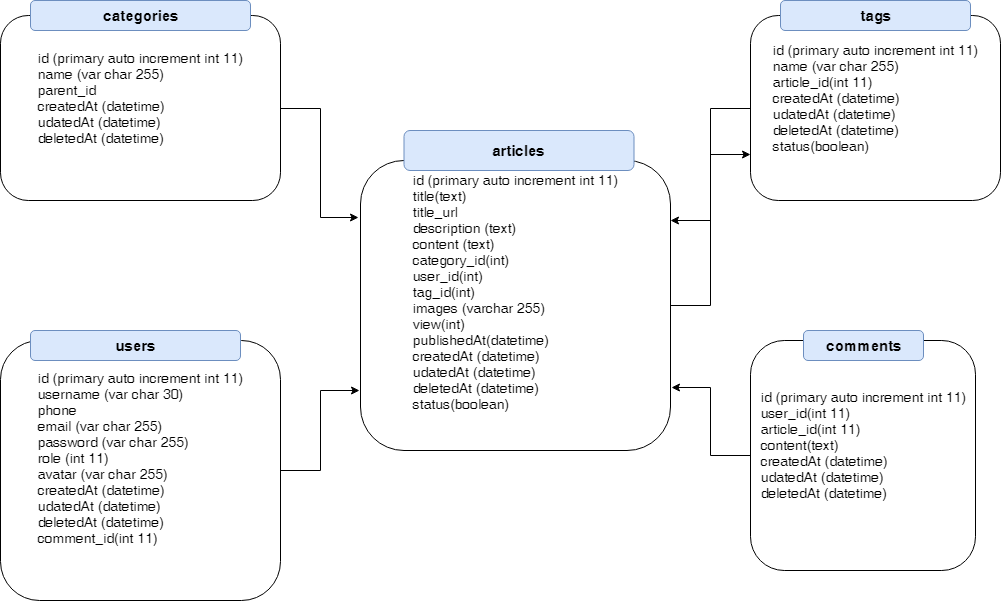 categories
id (primary auto increment int 11)
name (var char 255)
parent_id
createdAt (datetime)
udatedAt (datetime)
deletedAt (datetime)
tags
id (primary auto increment int 11)
name (var char 255)
article_id(int 11)
createdAt (datetime)
udatedAt (datetime)
deletedAt (datetime)
status(boolean)
articles
id (primary auto increment int 11)
title(text)
title_url
description (text)
content (text)
category_id(int)
user_id(int)
tag_id(int)
images (varchar 255)
view(int)
publishedAt(datetime)
createdAt (datetime)
udatedAt (datetime)
deletedAt (datetime)
status(boolean)
users
id (primary auto increment int 11)
username (var char 30)
phone
email (var char 255)
password (var char 255)
role (int 11)
avatar (var char 255)
createdAt (datetime)
udatedAt (datetime)
deletedAt (datetime)
comment_id(int 11)
comments
id (primary auto increment int 11)
user_id(int 11)
article_id(int 11)
content(text)
createdAt (datetime)
udatedAt (datetime)
deletedAt (datetime)